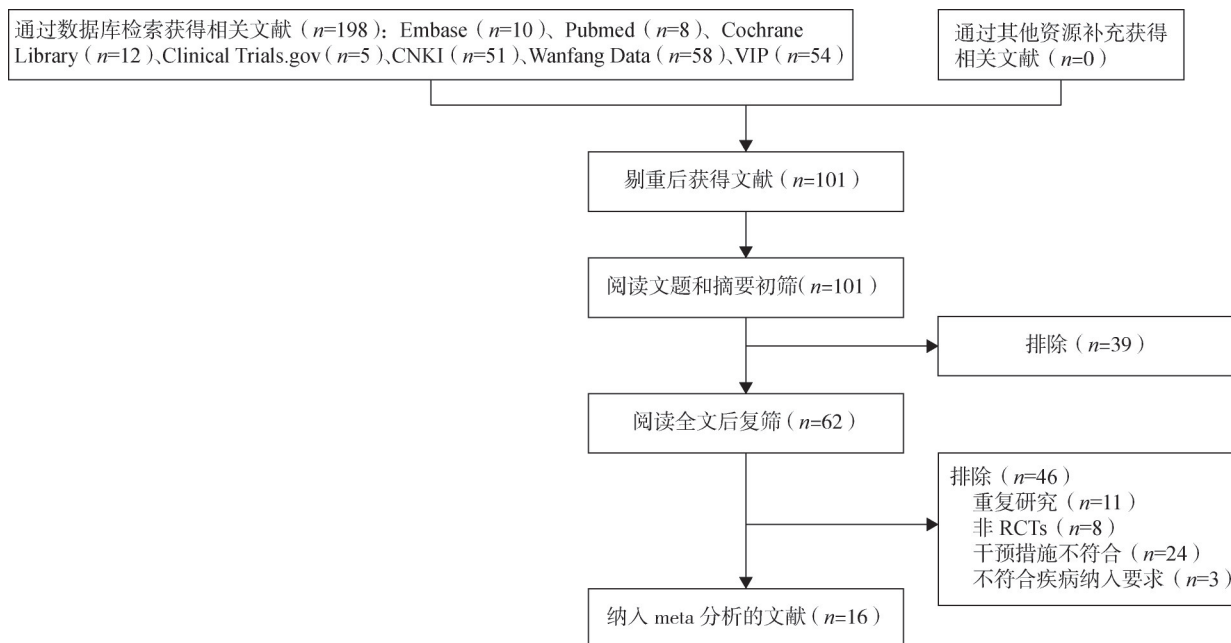 通过数据库检索获得相关文献（n=198）：Embase（n=10）、Pubmed（n=8）、Cochrane
Library（n=12）、Clinical Trials.gov（n=5）、CNKI（n=51）、Wanfang Data（n=58）、VIP（n=54）
通过其他资源补充获得
相关文献（n=0）
剔重后获得文献（n=101）
阅读文题和摘要初筛（n=101）
排除（n=39）
阅读全文后复筛（n=62）
排除（n=46）
重复研究（n=11）
非 RCTs（n=8）
干预措施不符合（n=24）
不符合疾病纳入要求（n=3）
纳入 meta 分析的文献（n=16）